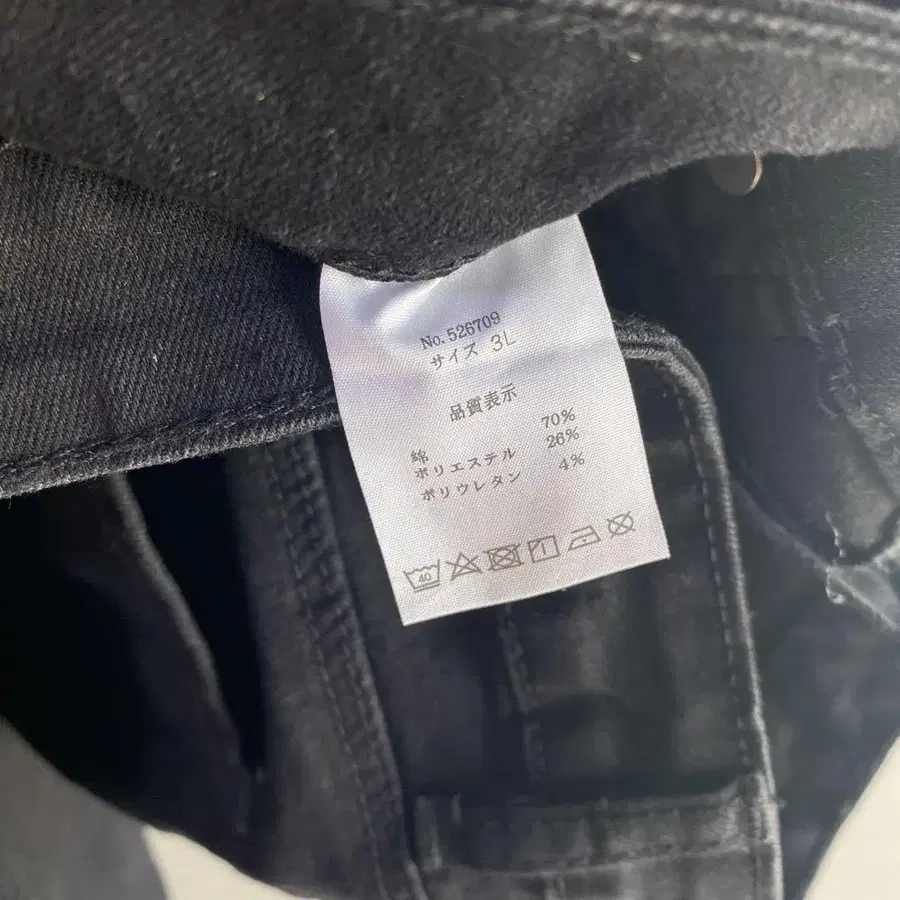 No. 526709
サイズ 3L
品質表示
綿 70%
ポリエステル 26%
ポリウレタン 4%
40